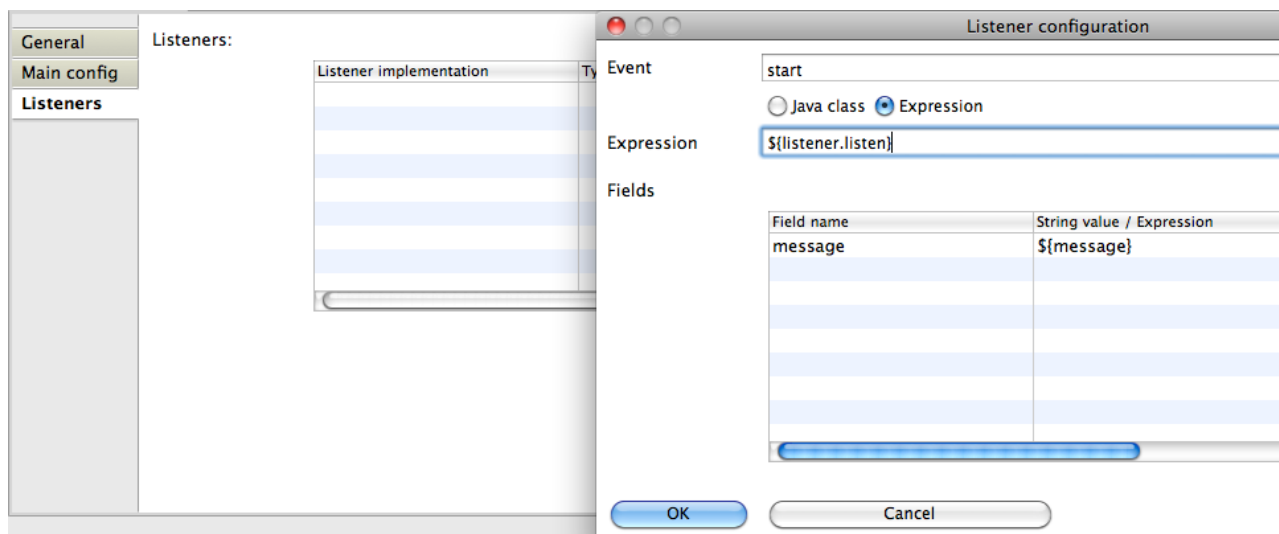 General
Main config
Listeners
Listeners:
Listener implementation Ty
Listener configuration
Event start
Java class Expression
Expression ${listener.listen}
Fields
Field name String value / Expression
message ${message}
OK Cancel